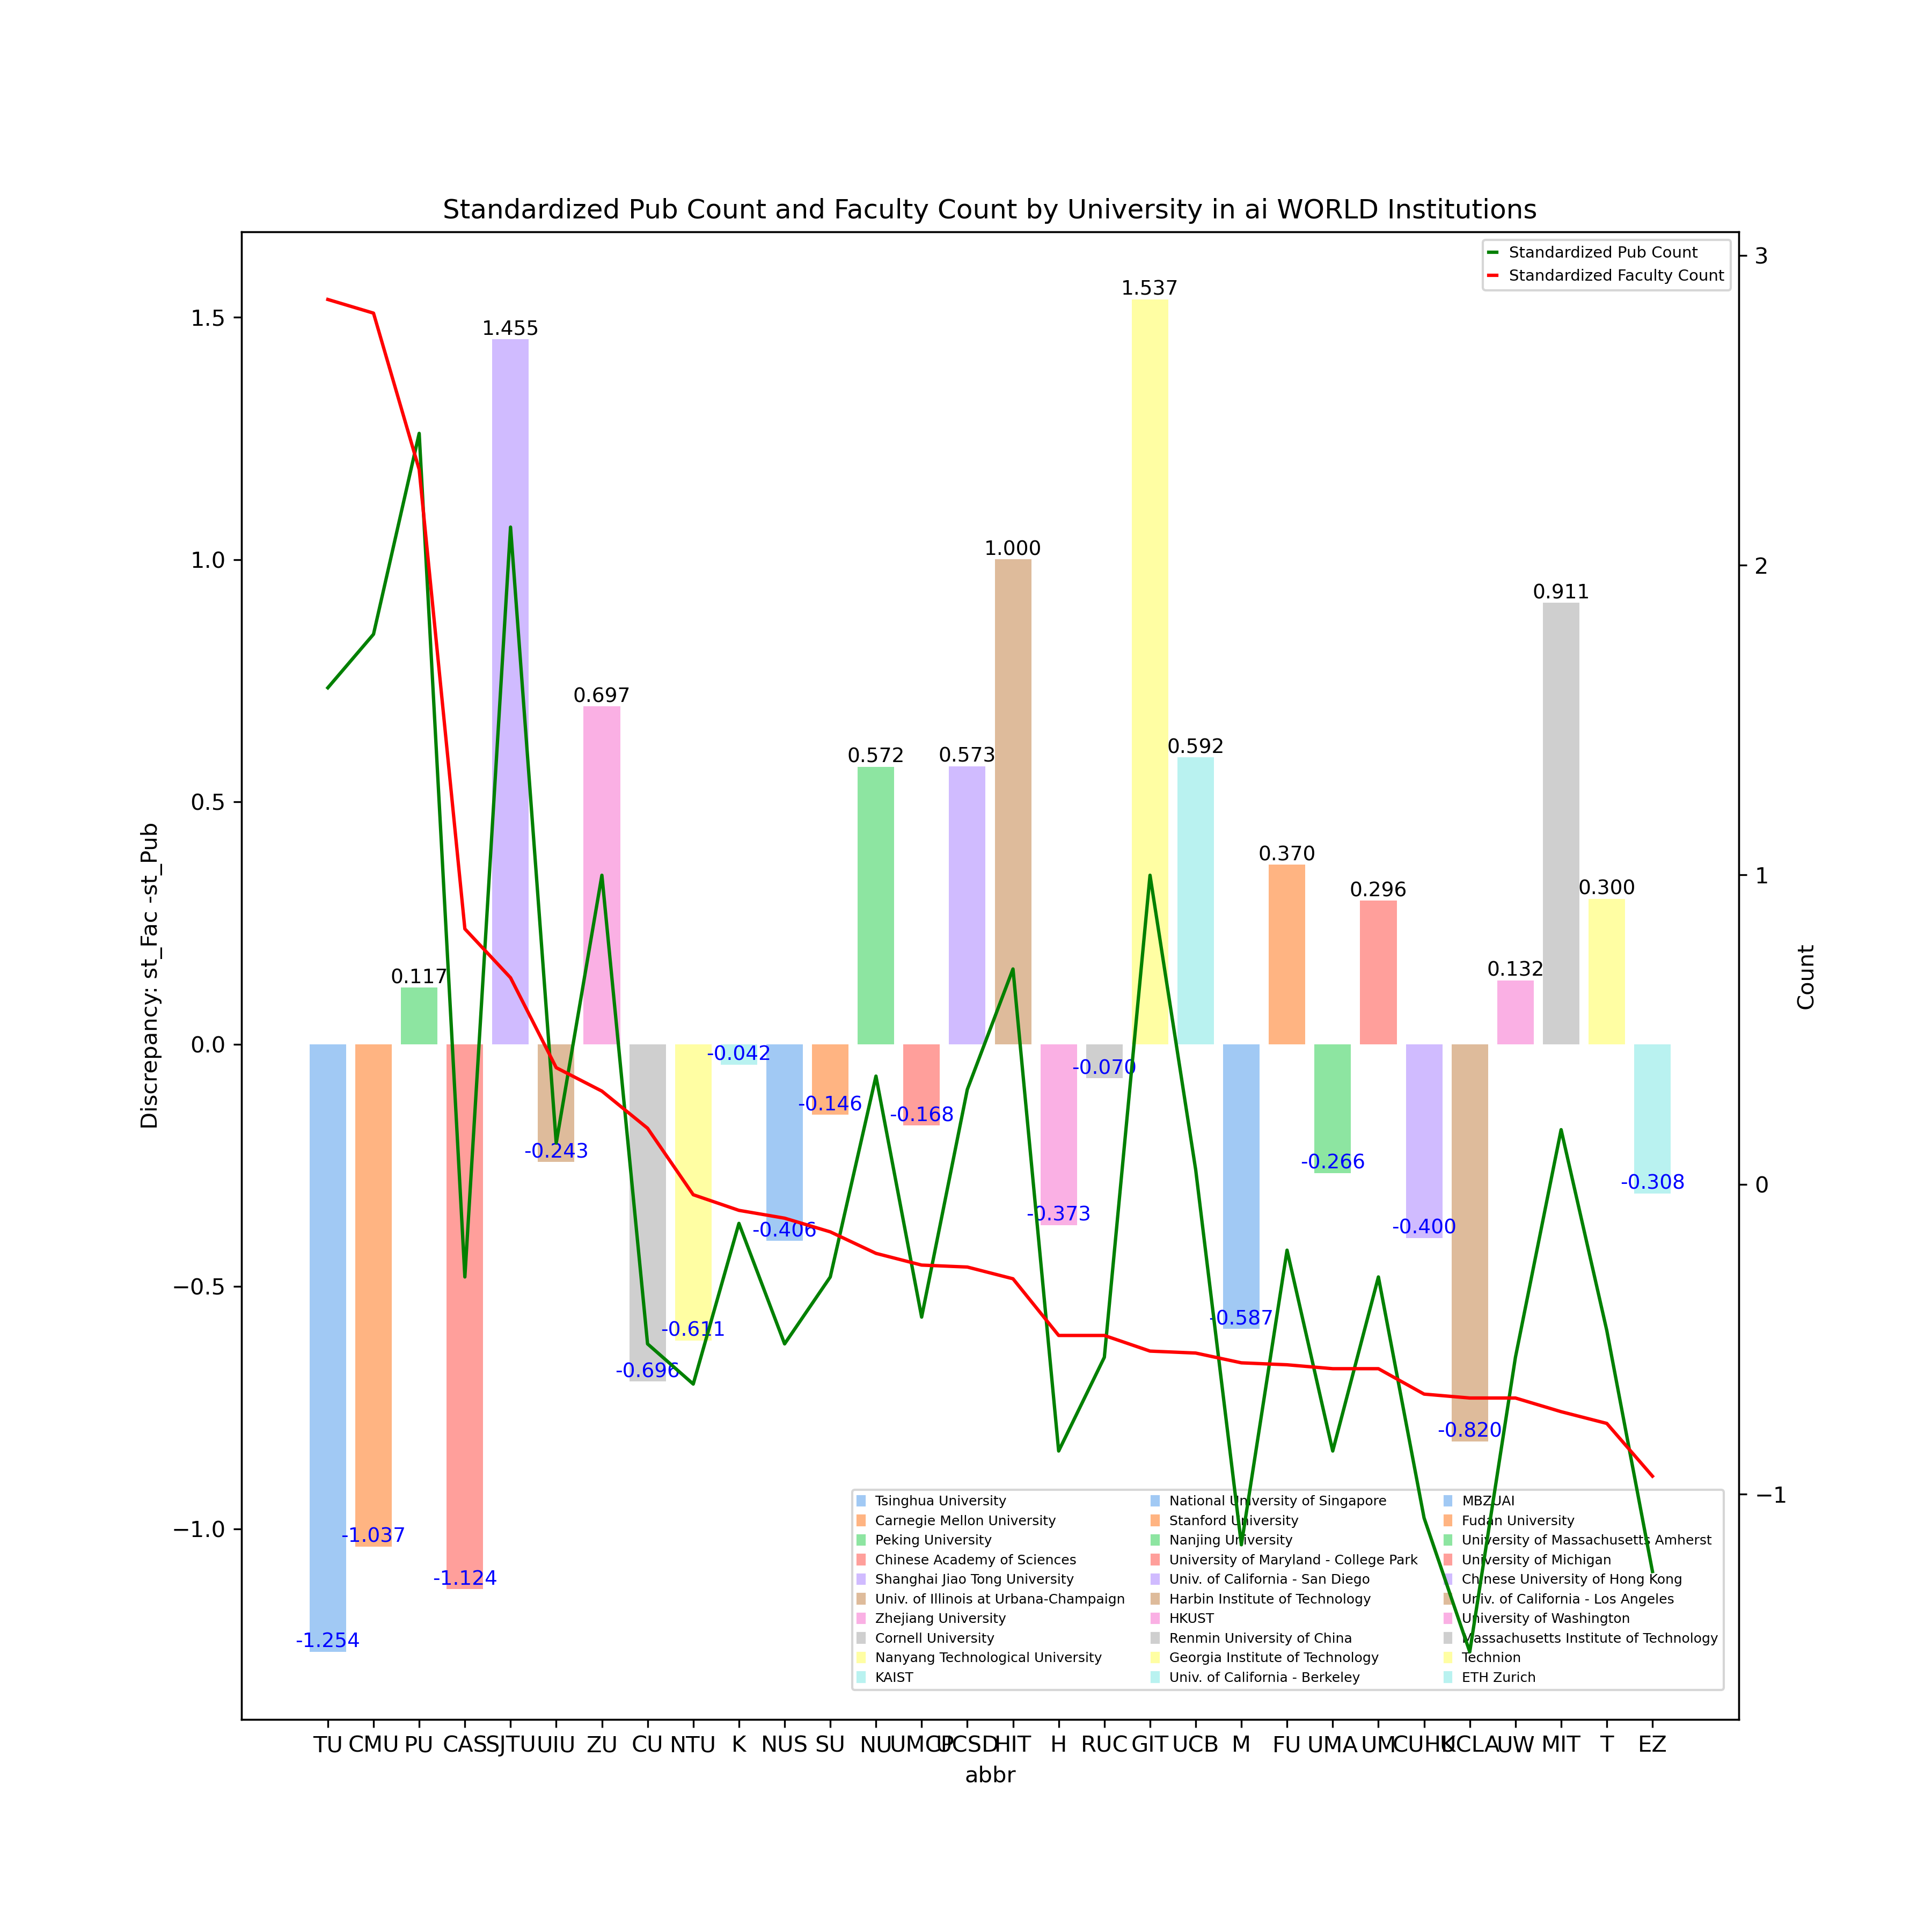 Standardized Pub Count and Faculty Count by University in ai WORLD Institutions
Standardized Pub Count
Standardized Faculty Count
Discrepancy: st_Fac -st_Pub
1.5
1.0
0.5
0.0
−0.5
−1.0
3
2
1
0
−1
Count
-1.254
-1.037
0.117
-1.124
1.455
-0.243
0.697
-0.696
-0.611
-0.042
-0.406
-0.146
0.572
-0.168
0.573
1.000
-0.373
-0.070
1.537
0.592
-0.587
0.370
-0.266
0.296
-0.400
-0.820
0.132
0.911
0.300
-0.308
Tsinghua University
Carnegie Mellon University
Peking University
Chinese Academy of Sciences
Shanghai Jiao Tong University
Univ. of Illinois at Urbana-Champaign
Zhejiang University
Cornell University
Nanyang Technological University
KAIST
National University of Singapore
Stanford University
Nanjing University
University of Maryland - College Park
Univ. of California - San Diego
Harbin Institute of Technology
HKUST
Renmin University of China
Georgia Institute of Technology
Univ. of California - Berkeley
MBZUAI
Fudan University
University of Massachusetts Amherst
University of Michigan
Chinese University of Hong Kong
Univ. of California - Los Angeles
University of Washington
Massachusetts Institute of Technology
Technion
ETH Zurich
TU CMU PU CAS SJTU UIU ZU CU NTU K NUS SU NU UMCP UCSD HIT H RUC GIT UCB M FU UMA UM CUHK UCLA UW MIT T EZ
abbr